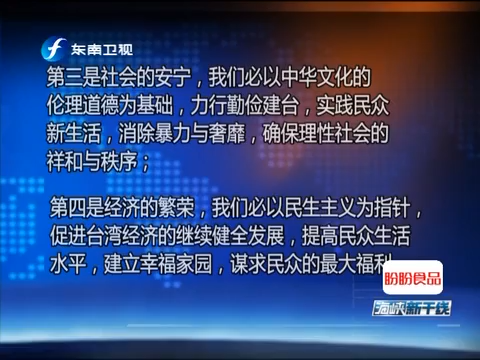 东南卫视
第三是社会的安宁，我们必以中华文化的
伦理道德为基础，力行勤俭建台，实践民众
新生活，消除暴力与奢靡，确保理性社会的
祥和与秩序；
第四是经济的繁荣，我们必以民生主义为指针，
促进台湾经济的继续健全发展，提高民众生活
水平，建立幸福家园，谋求民众的最大福利
盼盼食品
海峡新干线